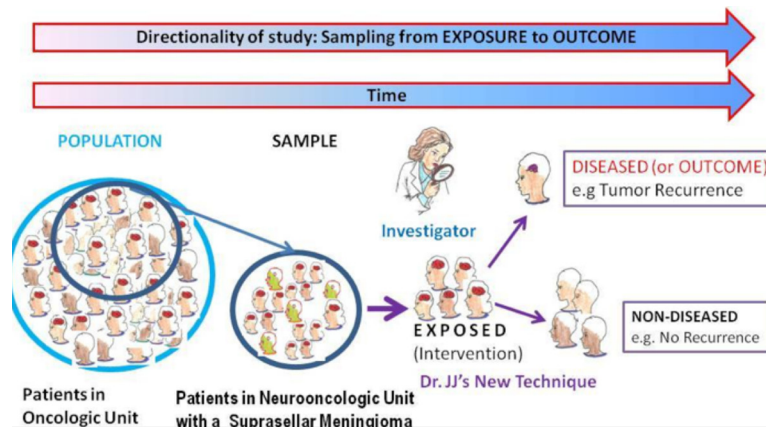 Directionality of study: Sampling from EXPOSURE to OUTCOME
Time
POPULATION
SAMPLE
DISEASED (or OUTCOME)
e.g Tumor Recurrence
Investigator
EXPOSED
(Intervention)
NON-DISEASED
e.g. No Recurrence
Dr. JJ's New Technique
Patients in
Oncologic Unit
Patients in Neurooncologic Unit
with a Suprasellar Meningioma